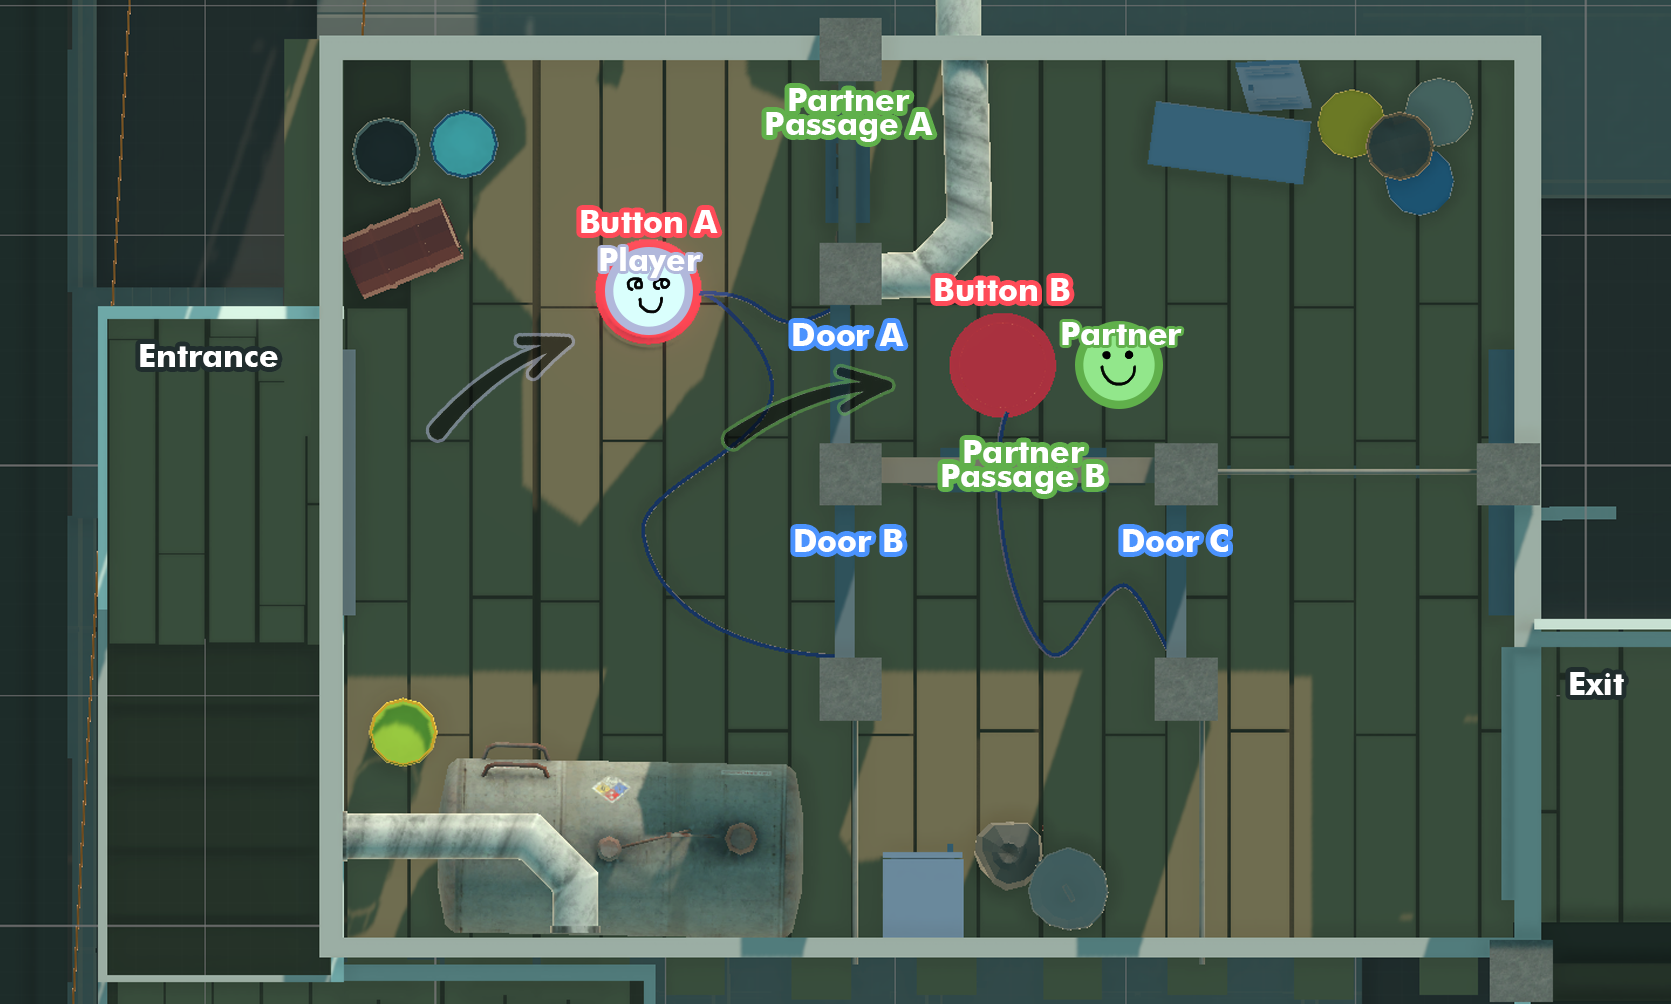 Partner
Passage A
Button A
Player
Button B
Door A
Partner
Entrance
Partner
Passage B
Door B
Door C
Exit